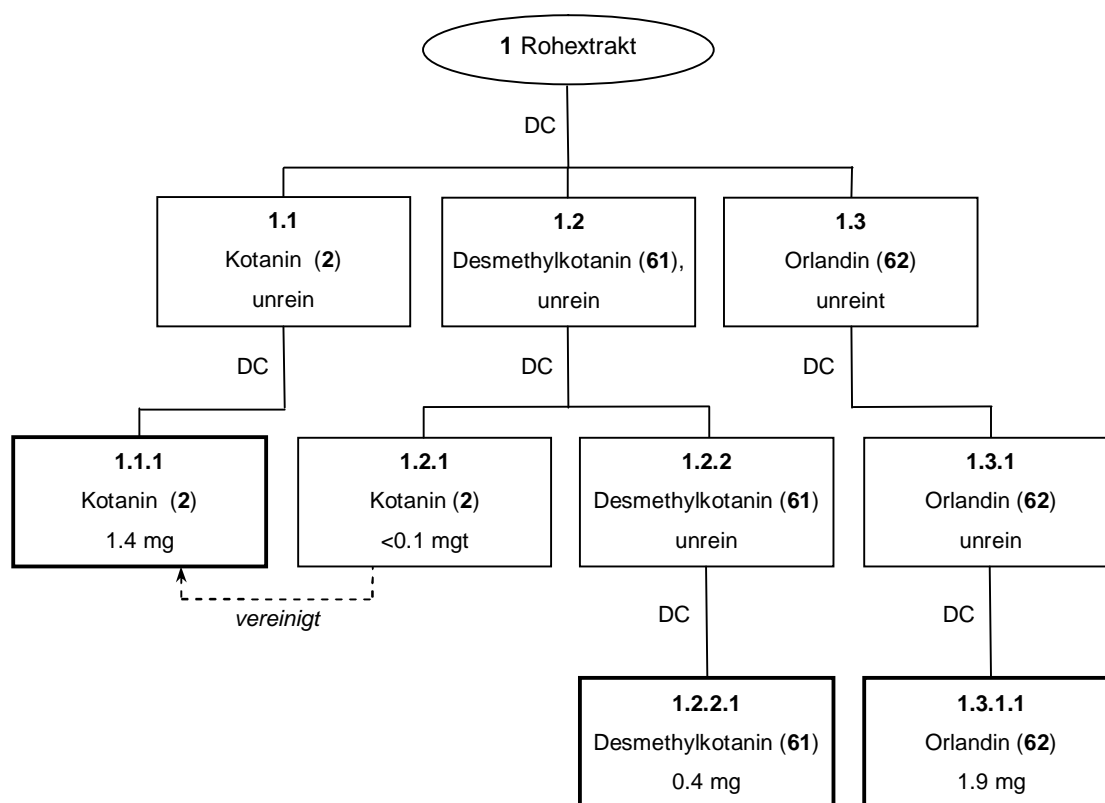 1 Rohextrakt
DC
1.1
Kotanin (2)
unrein
1.2
Desmethylkotanin (61),
unrein
1.3
Orlandin (62)
unreint
DC
DC
DC
1.1.1
Kotanin (2)
1.4 mg
1.2.1
Kotanin (2)
<0.1 mgt
1.2.2
Desmethylkotanin (61)
unrein
1.3.1
Orlandin (62)
unrein
vereinigt
DC
DC
1.2.2.1
Desmethylkotanin (61)
0.4 mg
1.3.1.1
Orlandin (62)
1.9 mg